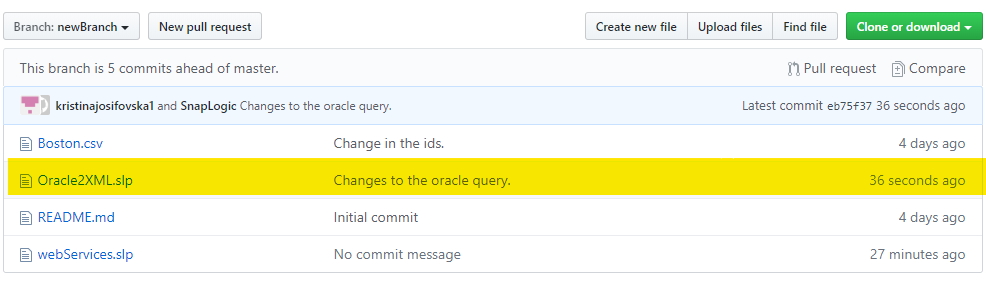 Branch: newBranch New pull request Create new file Upload files Find file Clone or download
This branch is 5 commits ahead of master. Pull request Compare
kristinajosifovska1 and SnapLogic Changes to the oracle query. Latest commit eb75f37 36 seconds ago
Boston.csv Change in the ids. 4 days ago
Oracle2XML.slp Changes to the oracle query. 36 seconds ago
README.md Initial commit 4 days ago
webServices.slp No commit message 27 minutes ago